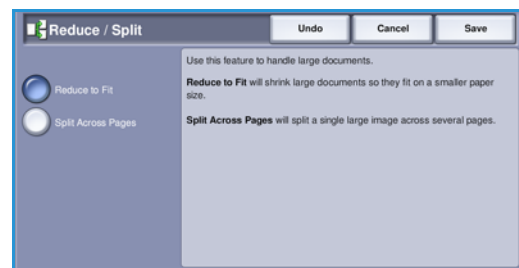 Reduce / Split
Undo
Cancel
Save
Use this feature to handle large documents.
Reduce to Fit will shrink large documents so they fit on a smaller paper
size.
Split Across Pages will split a single large image across several pages.
Reduce to Fit
Split Across Pages